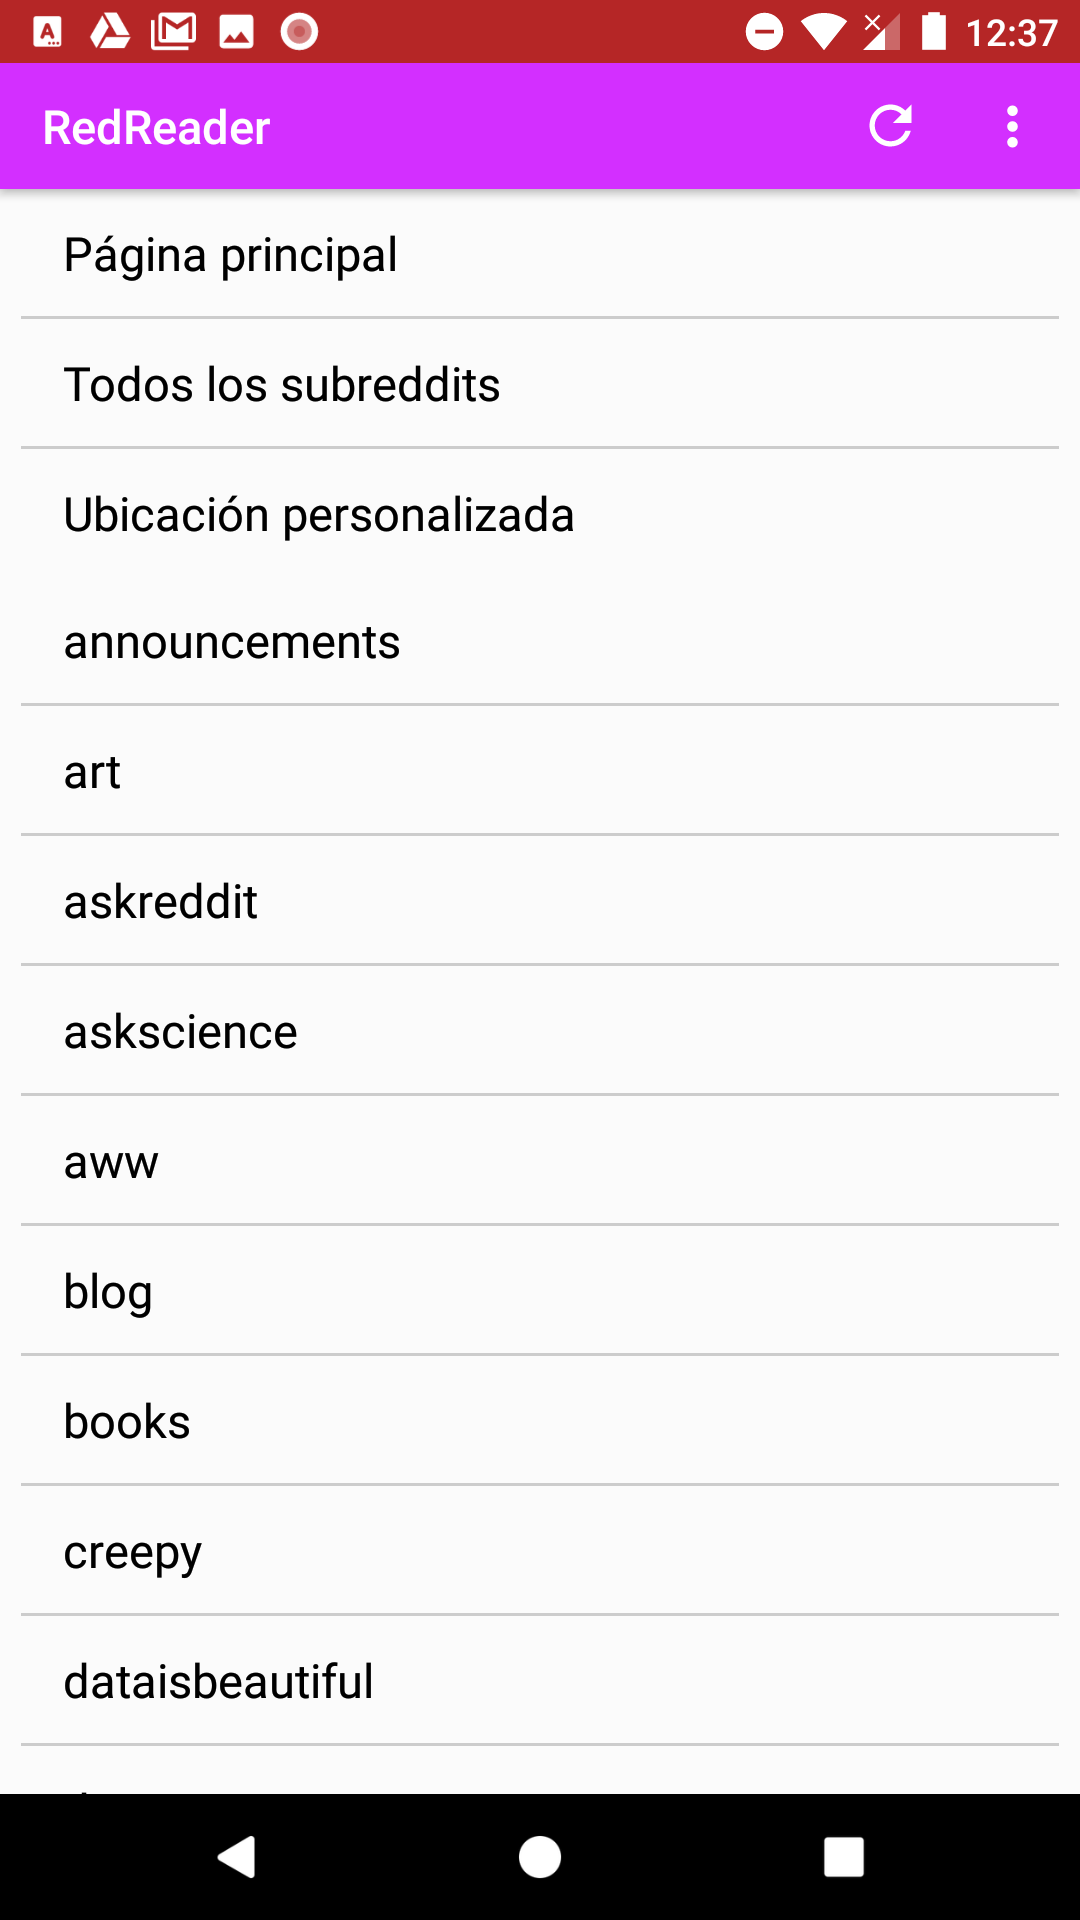 12:37
RedReader
Página principal
Todos los subreddits
Ubicación personalizada
announcements
art
askreddit
askscience
aww
blog
books
creepy
dataisbeautiful